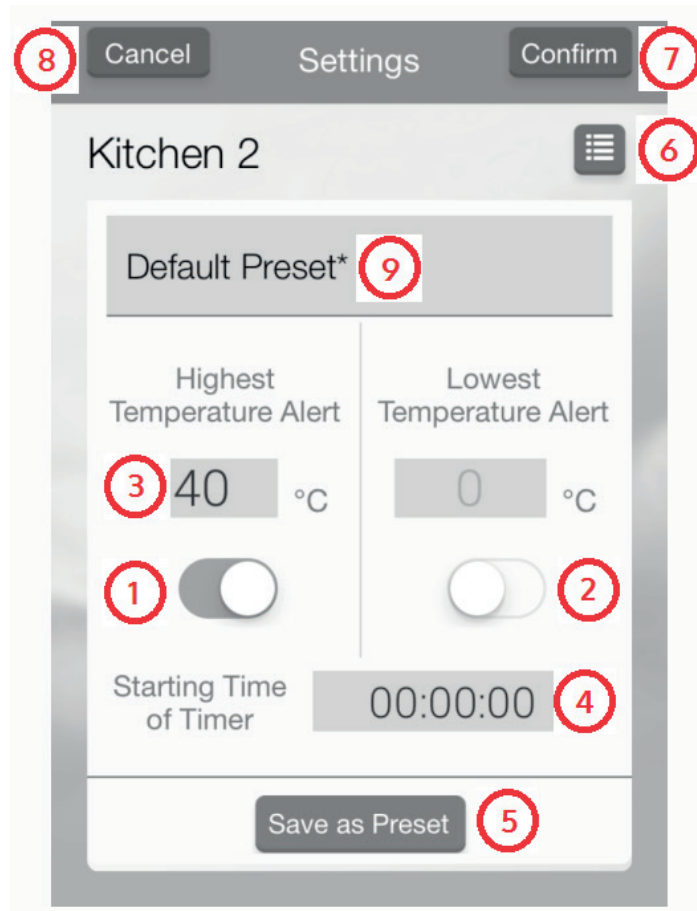 8 Cancel Settings Confirm 7
Kitchen 2 6
Default Preset* 9
Highest Lowest
Temperature Alert Temperature Alert
3 40 °C 0 °C
1 2
Starting Time
of Timer 00:00:00 4
Save as Preset 5